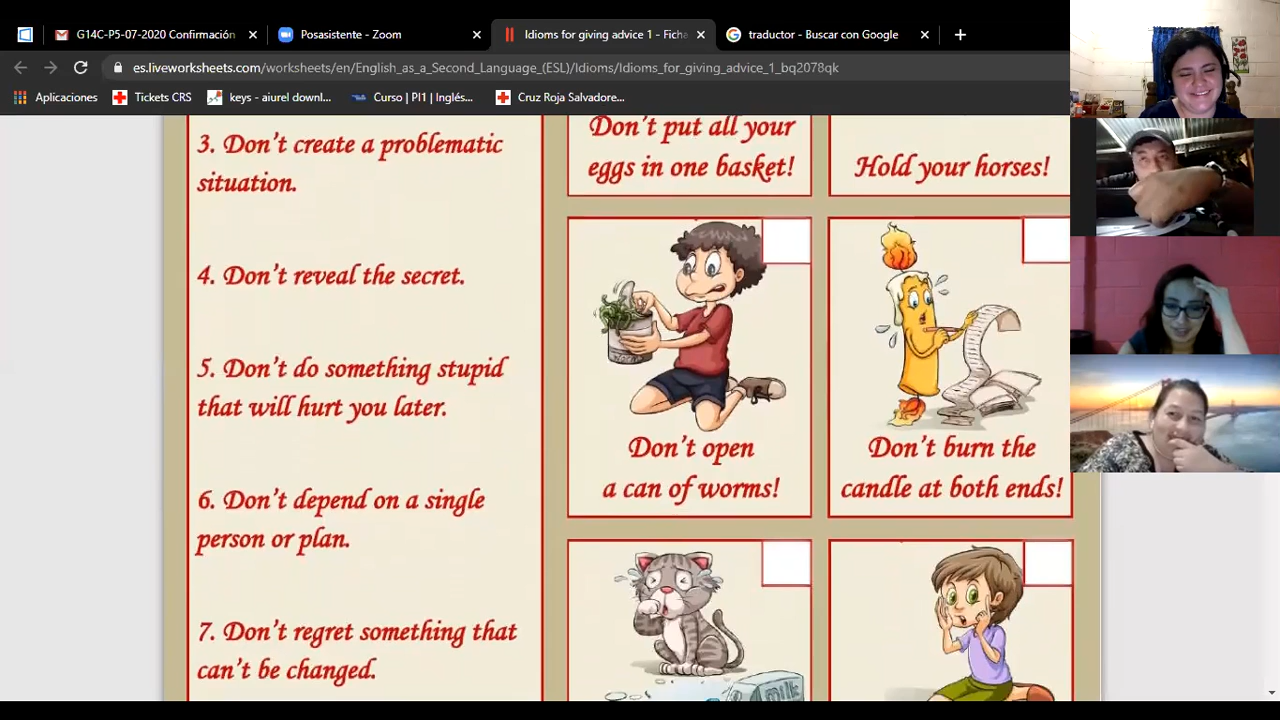 G14C-P5-07-2020 Confirmación
Posasistente - Zoom
Idioms for giving advice 1 - Ficha
traductor - Buscar con Google
es.liveworksheets.com/worksheets/en/English_as_a_Second_Language_(ESL)/Idioms/Idioms_for_giving_advice_1_bq2078qk
Aplicaciones
Tickets CRS
keys - aiurel downl...
Curso | PI1 | Inglés...
Cruz Roja Salvadore...
3. Don't create a problematic
situation.
4. Don't reveal the secret.
5. Don't do something stupid
that will hurt you later.
6. Don't depend on a single
person or plan.
7. Don't regret something that
can't be changed.
Don't put all your
eggs in one basket!
Hold your horses!
Don't open
a can of worms!
Don't burn the
candle at both ends!
milk